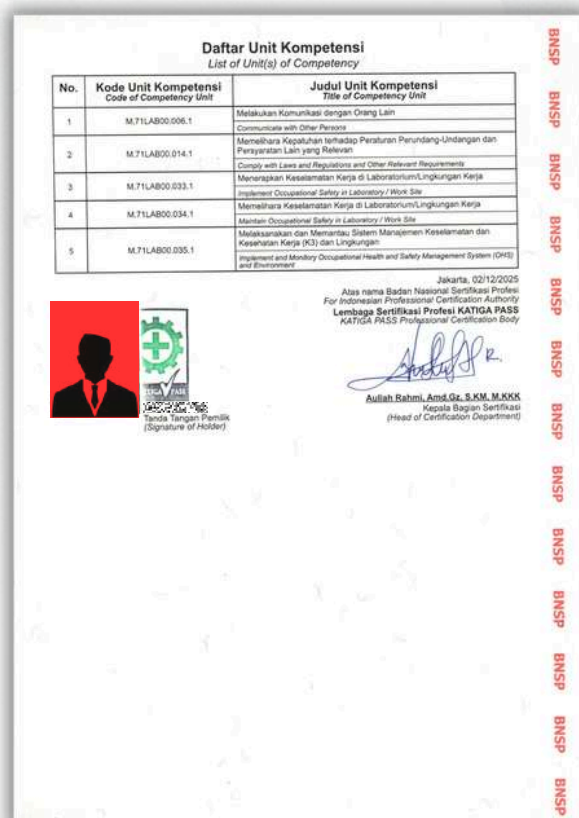 Daftar Unit Kompetensi
List of Unit(s) of Competency
No. Kode Unit Kompetensi Judul Unit Kompetensi
Code of Competency Unit Title of Competency Unit
1 M.71LAB00.006.1 Melakukan Komunikasi dengan Orang Lain
Communicate with Other Persons
2 M.71LAB00.014.1 Memelihara Kepatuhan terhadap Peraturan Perundang-Undangan dan
Persyaratan Lain yang Relevan
Comply with Laws and Regulations and Other Relevant Requirements
3 M.71LAB00.033.1 Menerapkan Keselamatan Kerja di Laboratorium/Lingkungan Kerja
Implement Occupational Safety in Laboratory / Work Site
4 M.71LAB00.034.1 Memelihara Keselamatan Kerja di Laboratorium/Lingkungan Kerja
Maintain Occupational Safety in Laboratory / Work Site
5 M.71LAB00.035.1 Melaksanakan dan Memantau Sistem Manajemen Keselamatan dan
Kesehatan Kerja (K3) dan Lingkungan
Implement and Monitory Occupational Health and Safety Management System (OHS)
and Environment
Jakarta, 02/12/2025
Atas nama Badan Nasional Sertifikasi Profesi
For Indonesian Professional Certification Authority
Lembaga Sertifikasi Profesi KATIGA PASS
KATIGA PASS Professional Certification Body
Auliah Rahmi, Amd.Gz, S.KM, M.KKK
Kepala Bagian Sertifikasi
(Head of Certification Department)
PASS
Tanda Tangan Pemilik
(Signature of Holder)
BNSP
BNSP
BNSP
BNSP
BNSP
BNSP
BNSP
BNSP
BNSP
BNSP
BNSP
BNSP
BNSP